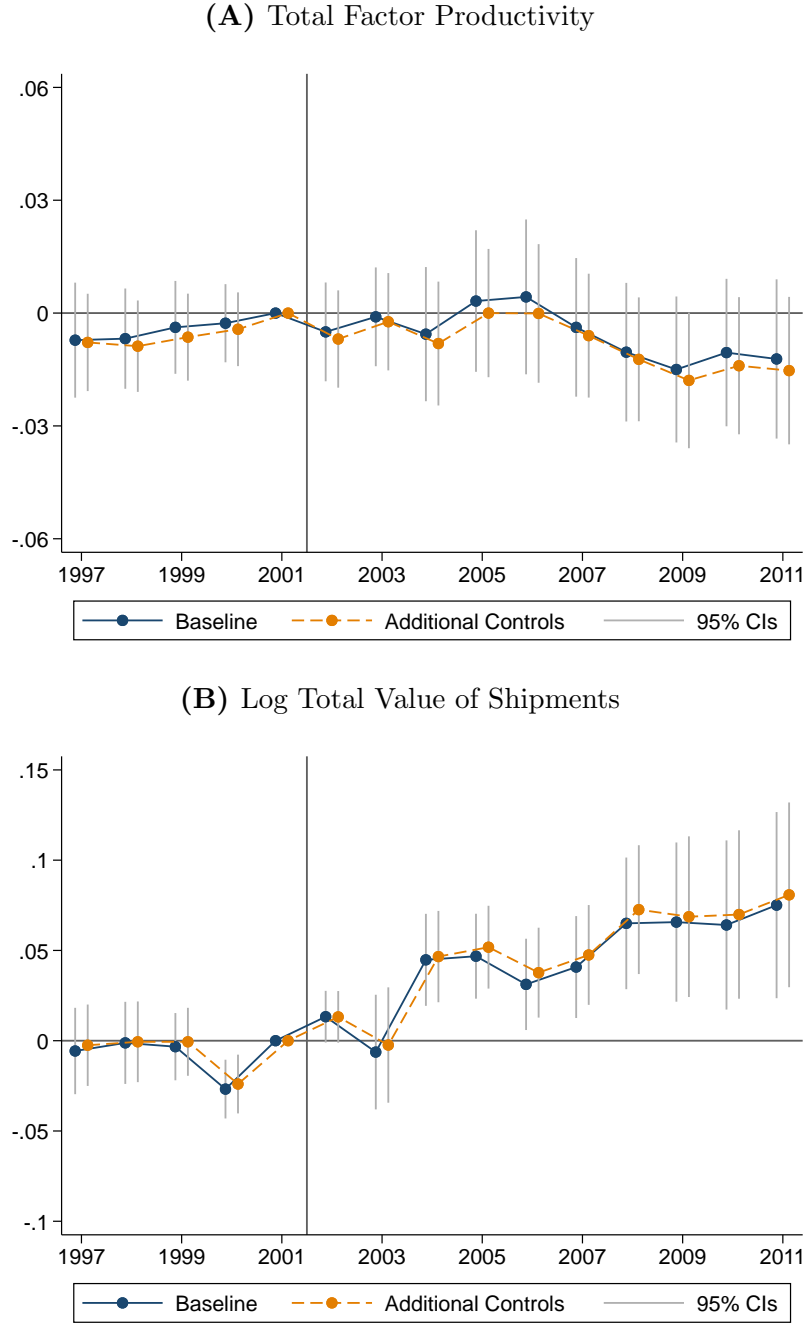 (A) Total Factor Productivity
.06
.03
0
-.03
-.06
1997 1999 2001 2003 2005 2007 2009 2011
Baseline Additional Controls 95% CIs
(B) Log Total Value of Shipments
.15
.1
.05
0
-.05
-.1
1997 1999 2001 2003 2005 2007 2009 2011
Baseline Additional Controls 95% CIs